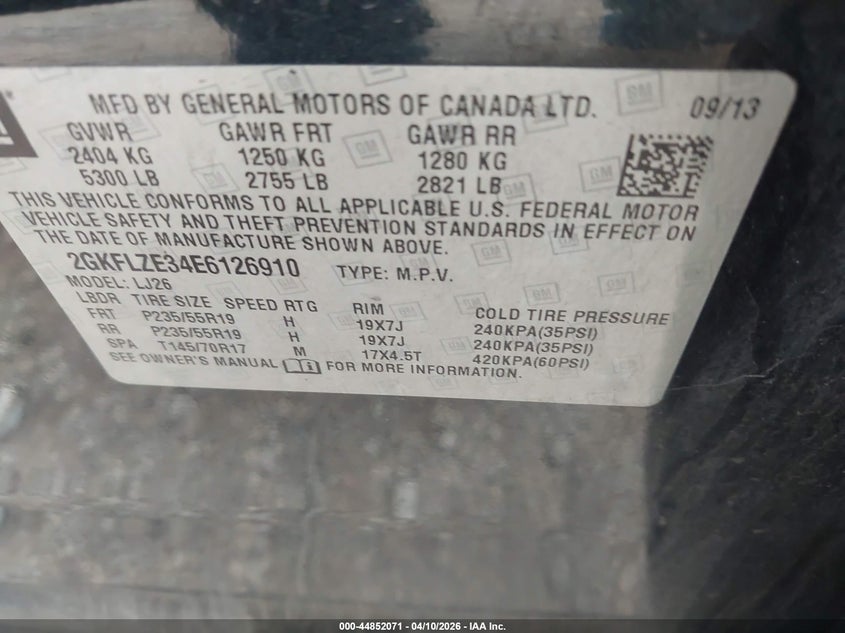 MFD BY GENERAL MOTORS OF CANADA LTD. 09/13
GVWR GAWR FRT GAWR RR
2404 KG 1250 KG 1280 KG
5300 LB 2755 LB 2821 LB
THIS VEHICLE CONFORMS TO ALL APPLICABLE U.S. FEDERAL MOTOR
VEHICLE SAFETY AND THEFT PREVENTION STANDARDS IN EFFECT ON
THE DATE OF MANUFACTURE SHOWN ABOVE.
2GKFLZE34E6126910 TYPE: M.P.V.
MODEL: LJ26
LBDR TIRE SIZE SPEED RTG RIM COLD TIRE PRESSURE
FRT P235/55R19 H 19X7J 240KPA(35PSI)
RR P235/55R19 H 19X7J 240KPA(35PSI)
SPA T145/70R17 M 17X4.5T 420KPA(60PSI)
SEE OWNER'S MANUAL FOR MORE INFORMATION.
000-44852071 - 04/10/2026 - IAA Inc.